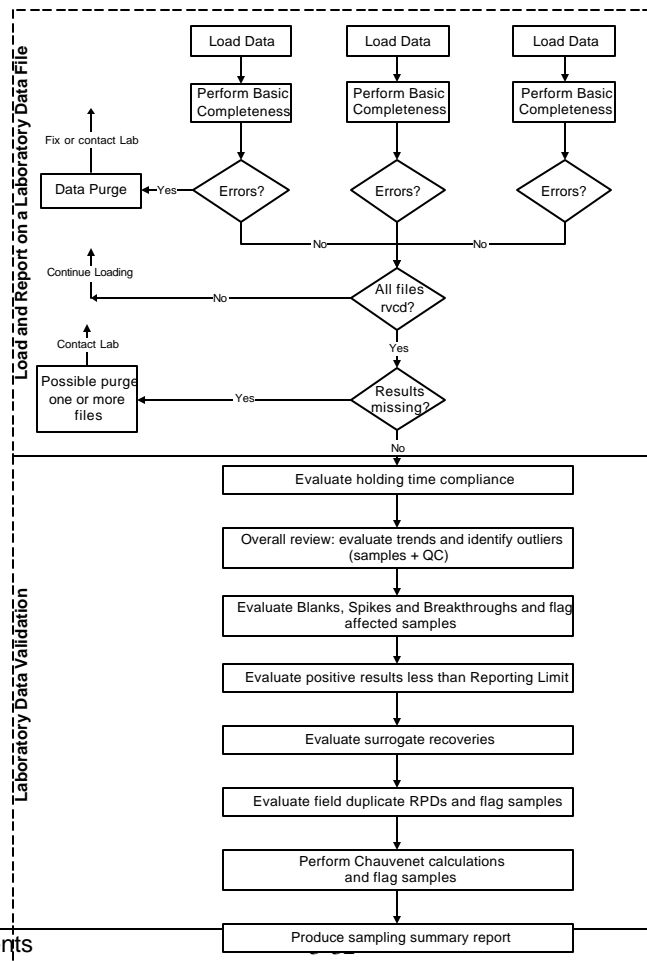 Load and Report on a Laboratory Data File
Load Data
Load Data
Load Data
Perform Basic
Completeness
Perform Basic
Completeness
Perform Basic
Completeness
Fix or contact Lab
Data Purge
Yes
Errors?
Errors?
Errors?
No
No
Continue Loading
No
All files
rvcd?
Contact Lab
Yes
Possible purge
one or more
files
Yes
Results
missing?
No
Laboratory Data Validation
Evaluate holding time compliance
Overall review: evaluate trends and identify outliers
(samples + QC)
Evaluate Blanks, Spikes and Breakthroughs and flag
affected samples
Evaluate positive results less than Reporting Limit
Evaluate surrogate recoveries
Evaluate field duplicate RPDs and flag samples
Perform Chauvenet calculations
and flag samples
Produce sampling summary report
nts